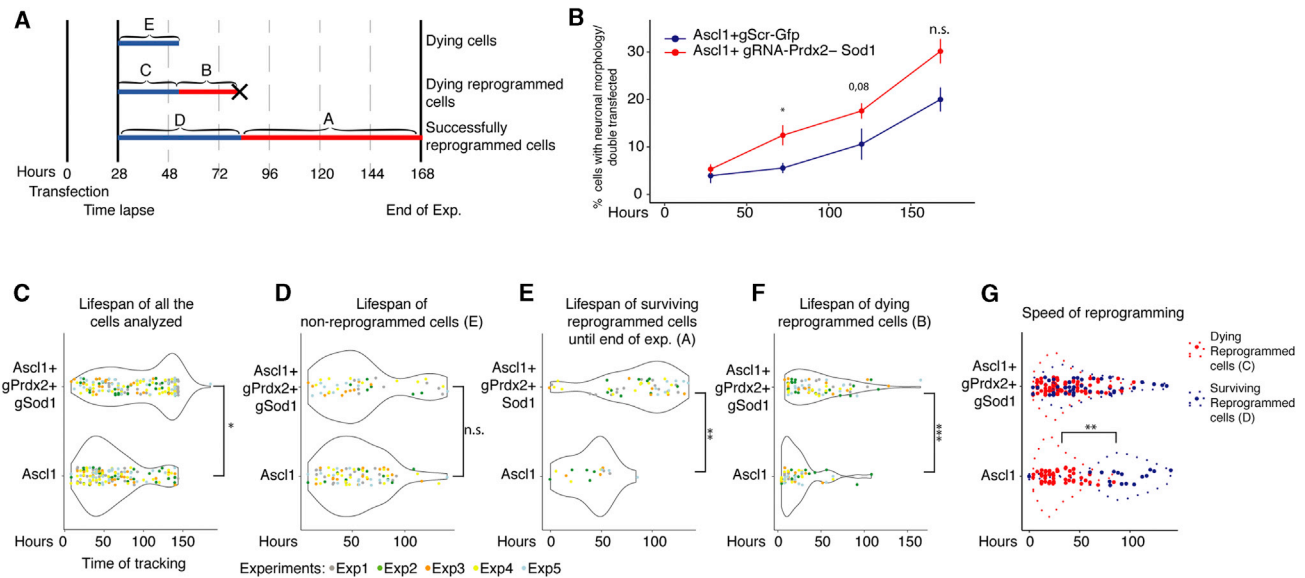 A
E
Dying cells
C
B
Dying reprogrammed
cells
D
A
Successfully
reprogrammed cells
Hours 0 28 48 72 96 120 144 168
Transfection
Time lapse
End of Exp.
B
% cells with neuronal morphology/
double transfected
Ascl1+gScr-Gfp
Ascl1+ gRNA-Prdx2– Sod1
n.s.
*
0,08
30
20
10
0
Hours 0 50 100 150
C
Lifespan of all the
cells analyzed
Ascl1+
gPrdx2+
gSod1
Ascl1
*
Hours 0 50 100 150
Time of tracking
D
Lifespan of
non-reprogrammed cells (E)
Ascl1+
gPrdx2+
gSod1
Ascl1
n.s.
Hours 50 100
E
Lifespan of surviving
reprogrammed cells
until end of exp. (A)
Ascl1+
gPrdx2+
Sod1
Ascl1
**
Hours 0 50 100
F
Lifespan of dying
reprogrammed cells (B)
Ascl1+
gPrdx2+
gSod1
Ascl1
***
Hours 0 50 100 150
G
Speed of reprogramming
Ascl1+
gPrdx2+
gSod1
Ascl1
**
Hours 0 50 100
Dying
Reprogrammed
cells (C)
Surviving
Reprogrammed
cells (D)
Experiments: Exp1 Exp2 Exp3 Exp4 Exp5